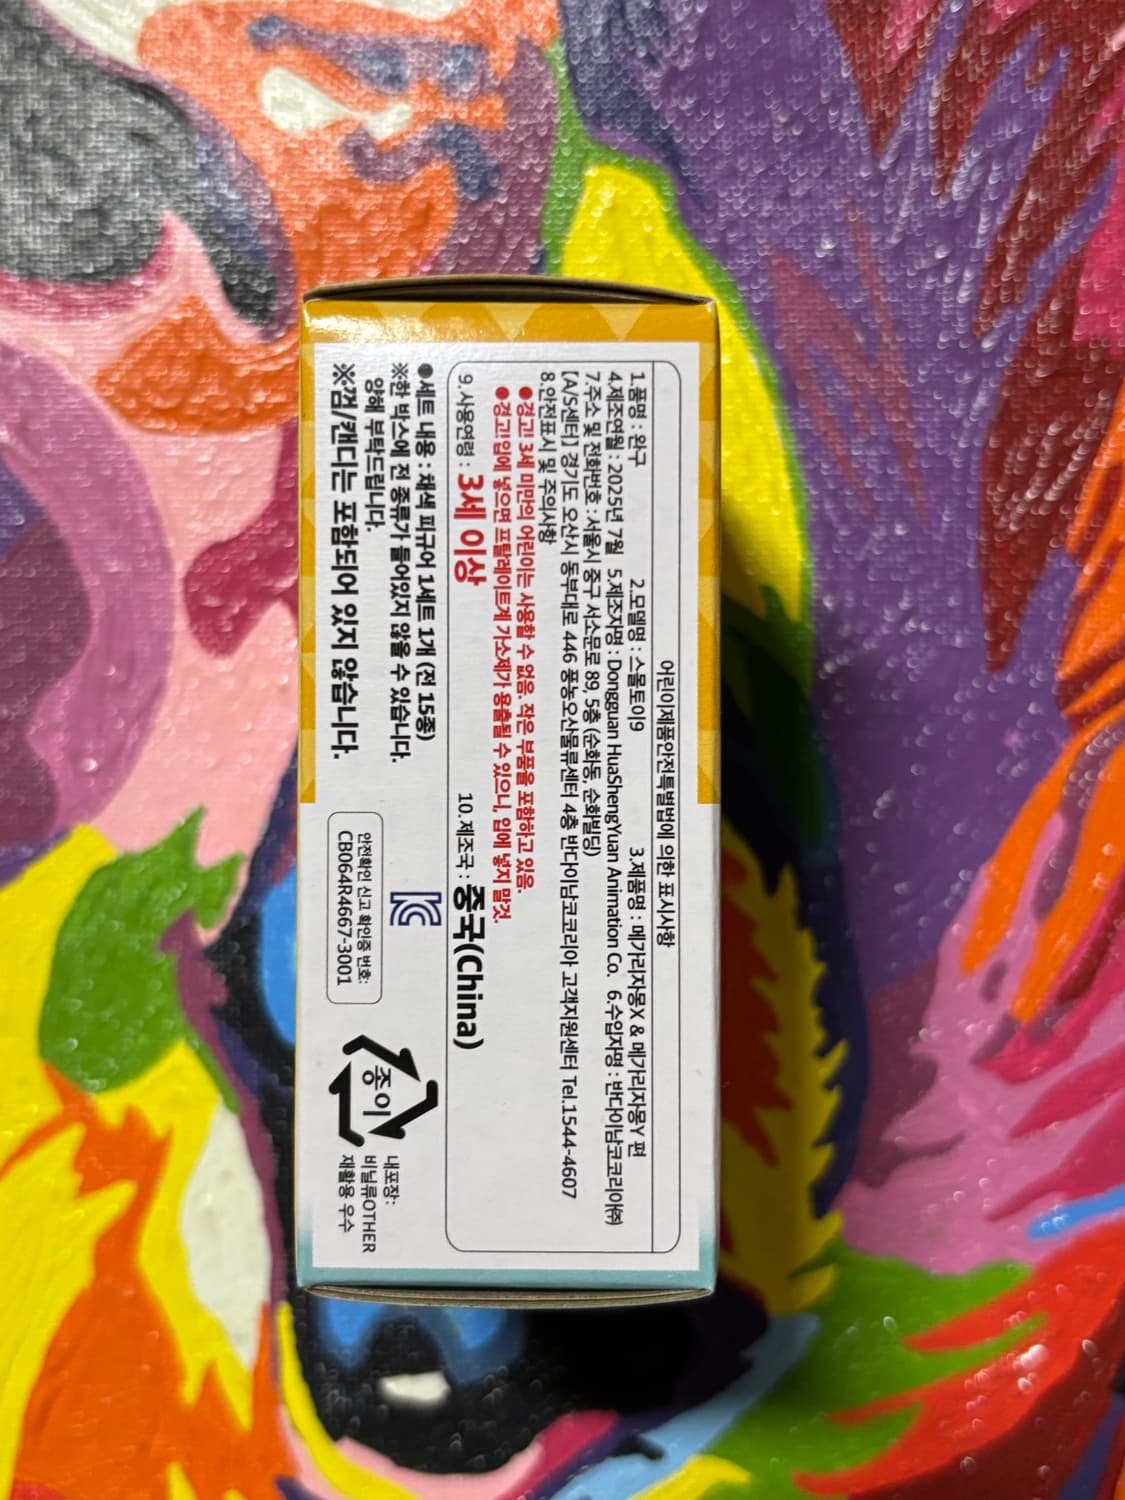 어린이제품안전특별법에 의한 표시사항
1.품명 : 완구 2.모델명 : 스몰토이9 3.제품명 : 메가리자몽X & 메가리자몽Y 편
4.제조연월 : 2025년 7월 5.제조자명 : Dongguan HuaShengYuan Animation Co. 6.수입자명 : 반다이남코코리아㈜
7.주소 및 전화번호 : 서울시 중구 서소문로 89, 5층 (순화동, 순화빌딩)
【A/S센터】 경기도 오산시 동부대로 446 풍농오산물류센터 4층 반다이남코코리아 고객지원센터 Tel.1544-4607
8.안전표시 및 주의사항
●경고! 3세 미만의 어린이는 사용할 수 없음. 작은 부품을 포함하고 있음.
●경고!입에 넣으면 프탈레이트계 가소제가 용출될 수 있으니, 입에 넣지 말것.
9.사용연령 : 3세 이상 10.제조국 : 중국(China)
●세트 내용 : 채색 피규어 1세트 1개 (전 15종)
※한 박스에 전 종류가 들어있지 않을 수 있습니다.
양해 부탁드립니다.
※껌/캔디는 포함되어 있지 않습니다.
KC
안전확인 신고 확인증 번호:
CB064R4667-3001
종이
내포장:
비닐류OTHER
재활용 우수